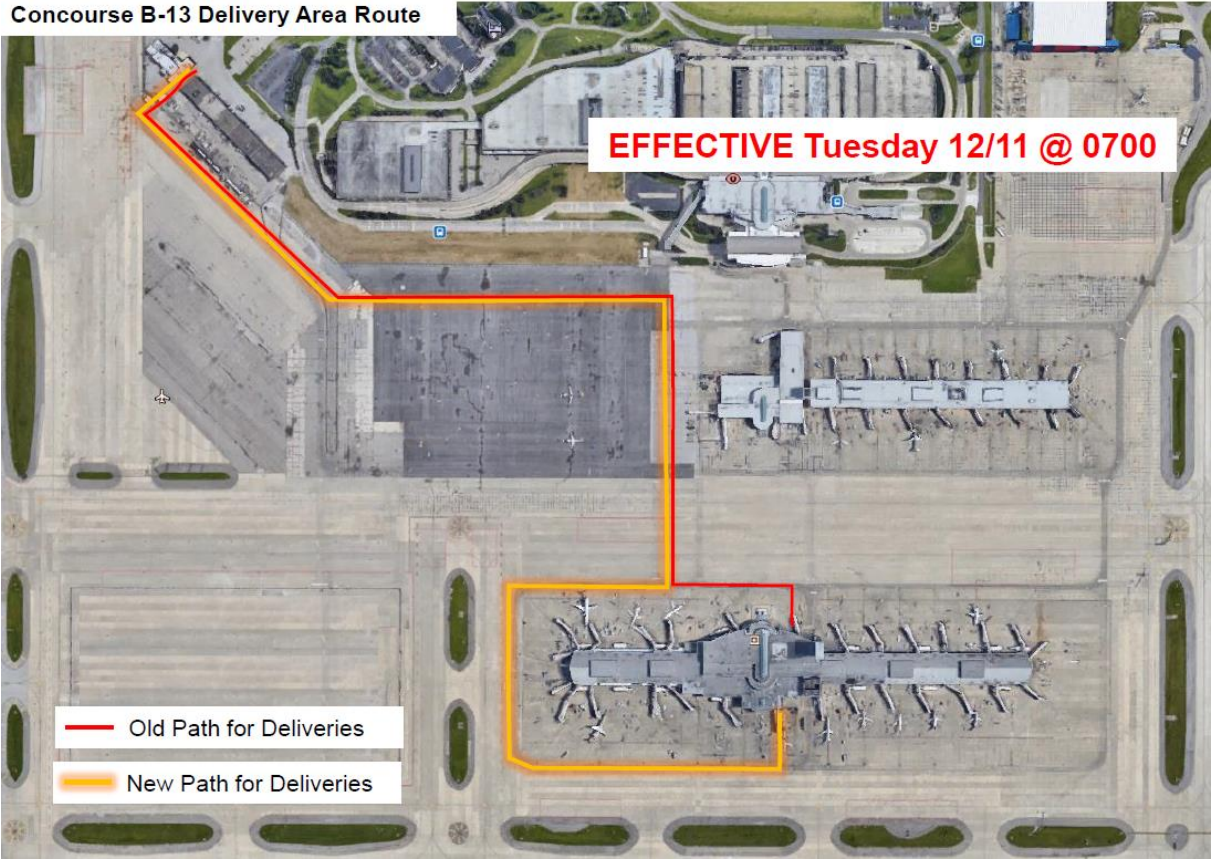 Concourse B-13 Delivery Area Route
EFFECTIVE Tuesday 12/11 @ 0700
Old Path for Deliveries
New Path for Deliveries